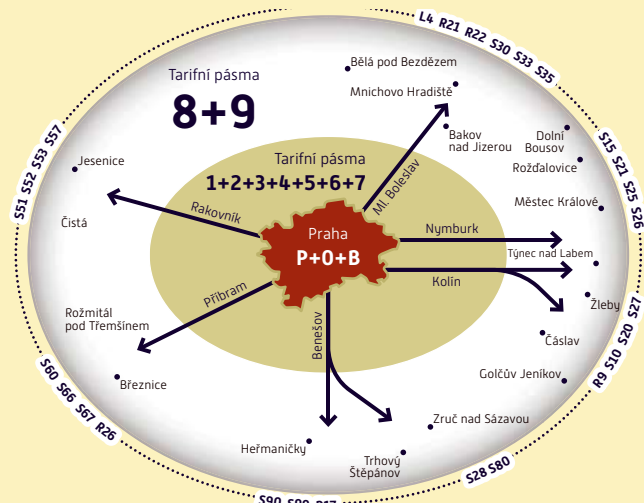 L4 R21 R22 S30 S33 S35
Bělá pod Bezdězem
Tarifní pásma
8+9
Mnichovo Hradiště
Bakov
nad Jizerou
Dolní
Bousov
Rožďalovice
S15 S21 S25 S26
S51 S52 S53 S57
Jesenice
Tarifní pásma
1+2+3+4+5+6+7
Ml. Boleslav
Městec Králové
Rakovník
Čistá
Praha
P+0+B
Nymburk
Týnec nad Labem
Kolín
Příbram
Žleby
Rožmitál
pod Třemšínem
Benešov
Čáslav
R9 S10 S20 S27
Březnice
Golčův Jeníkov
S60 S66 S67 R26
Zruč nad Sázavou
Heřmaničky
Trhový
Štěpánov
S28 S80